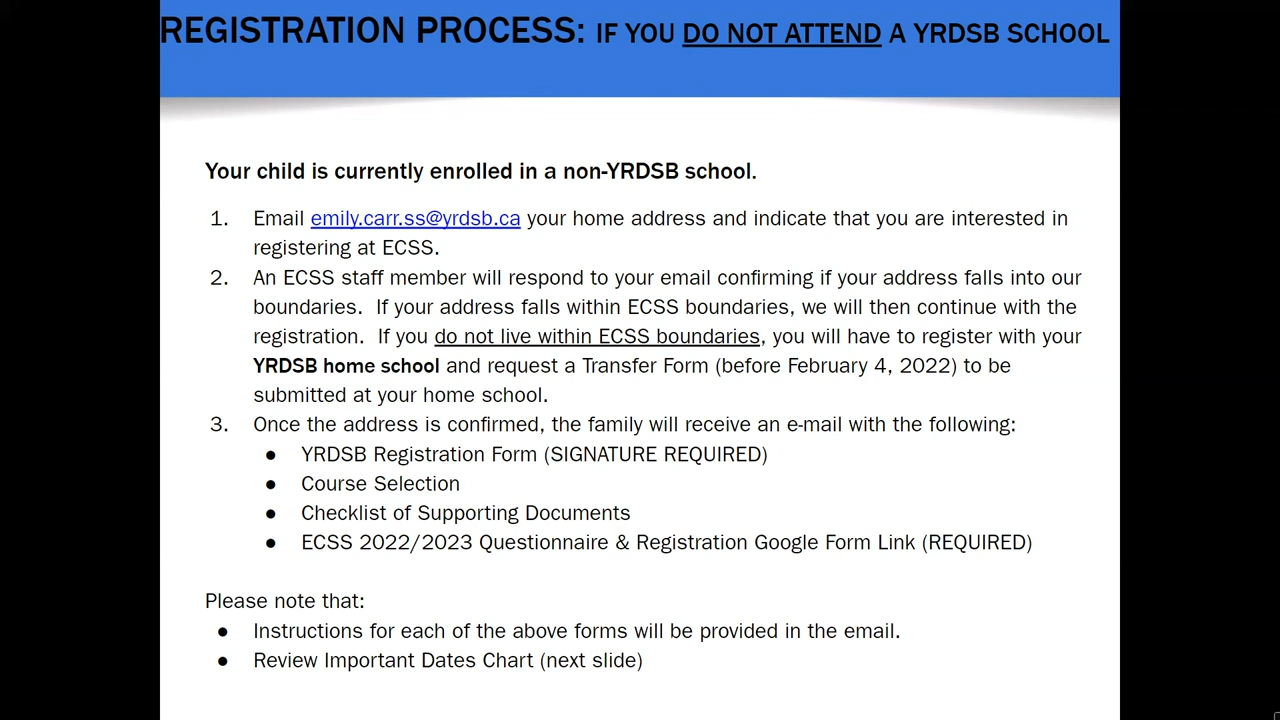 REGISTRATION PROCESS: IF YOU DO NOT ATTEND A YRDSB SCHOOL
Your child is currently enrolled in a non-YRDSB school.
1. Email emily.carr.ss@yrdsb.ca your home address and indicate that you are interested in
registering at ECSS.
2. An ECSS staff member will respond to your email confirming if your address falls into our
boundaries. If your address falls within ECSS boundaries, we will then continue with the
registration. If you do not live within ECSS boundaries, you will have to register with your
YRDSB home school and request a Transfer Form (before February 4, 2022) to be
submitted at your home school.
3. Once the address is confirmed, the family will receive an e-mail with the following:
● YRDSB Registration Form (SIGNATURE REQUIRED)
● Course Selection
● Checklist of Supporting Documents
● ECSS 2022/2023 Questionnaire & Registration Google Form Link (REQUIRED)
Please note that:
● Instructions for each of the above forms will be provided in the email.
● Review Important Dates Chart (next slide)